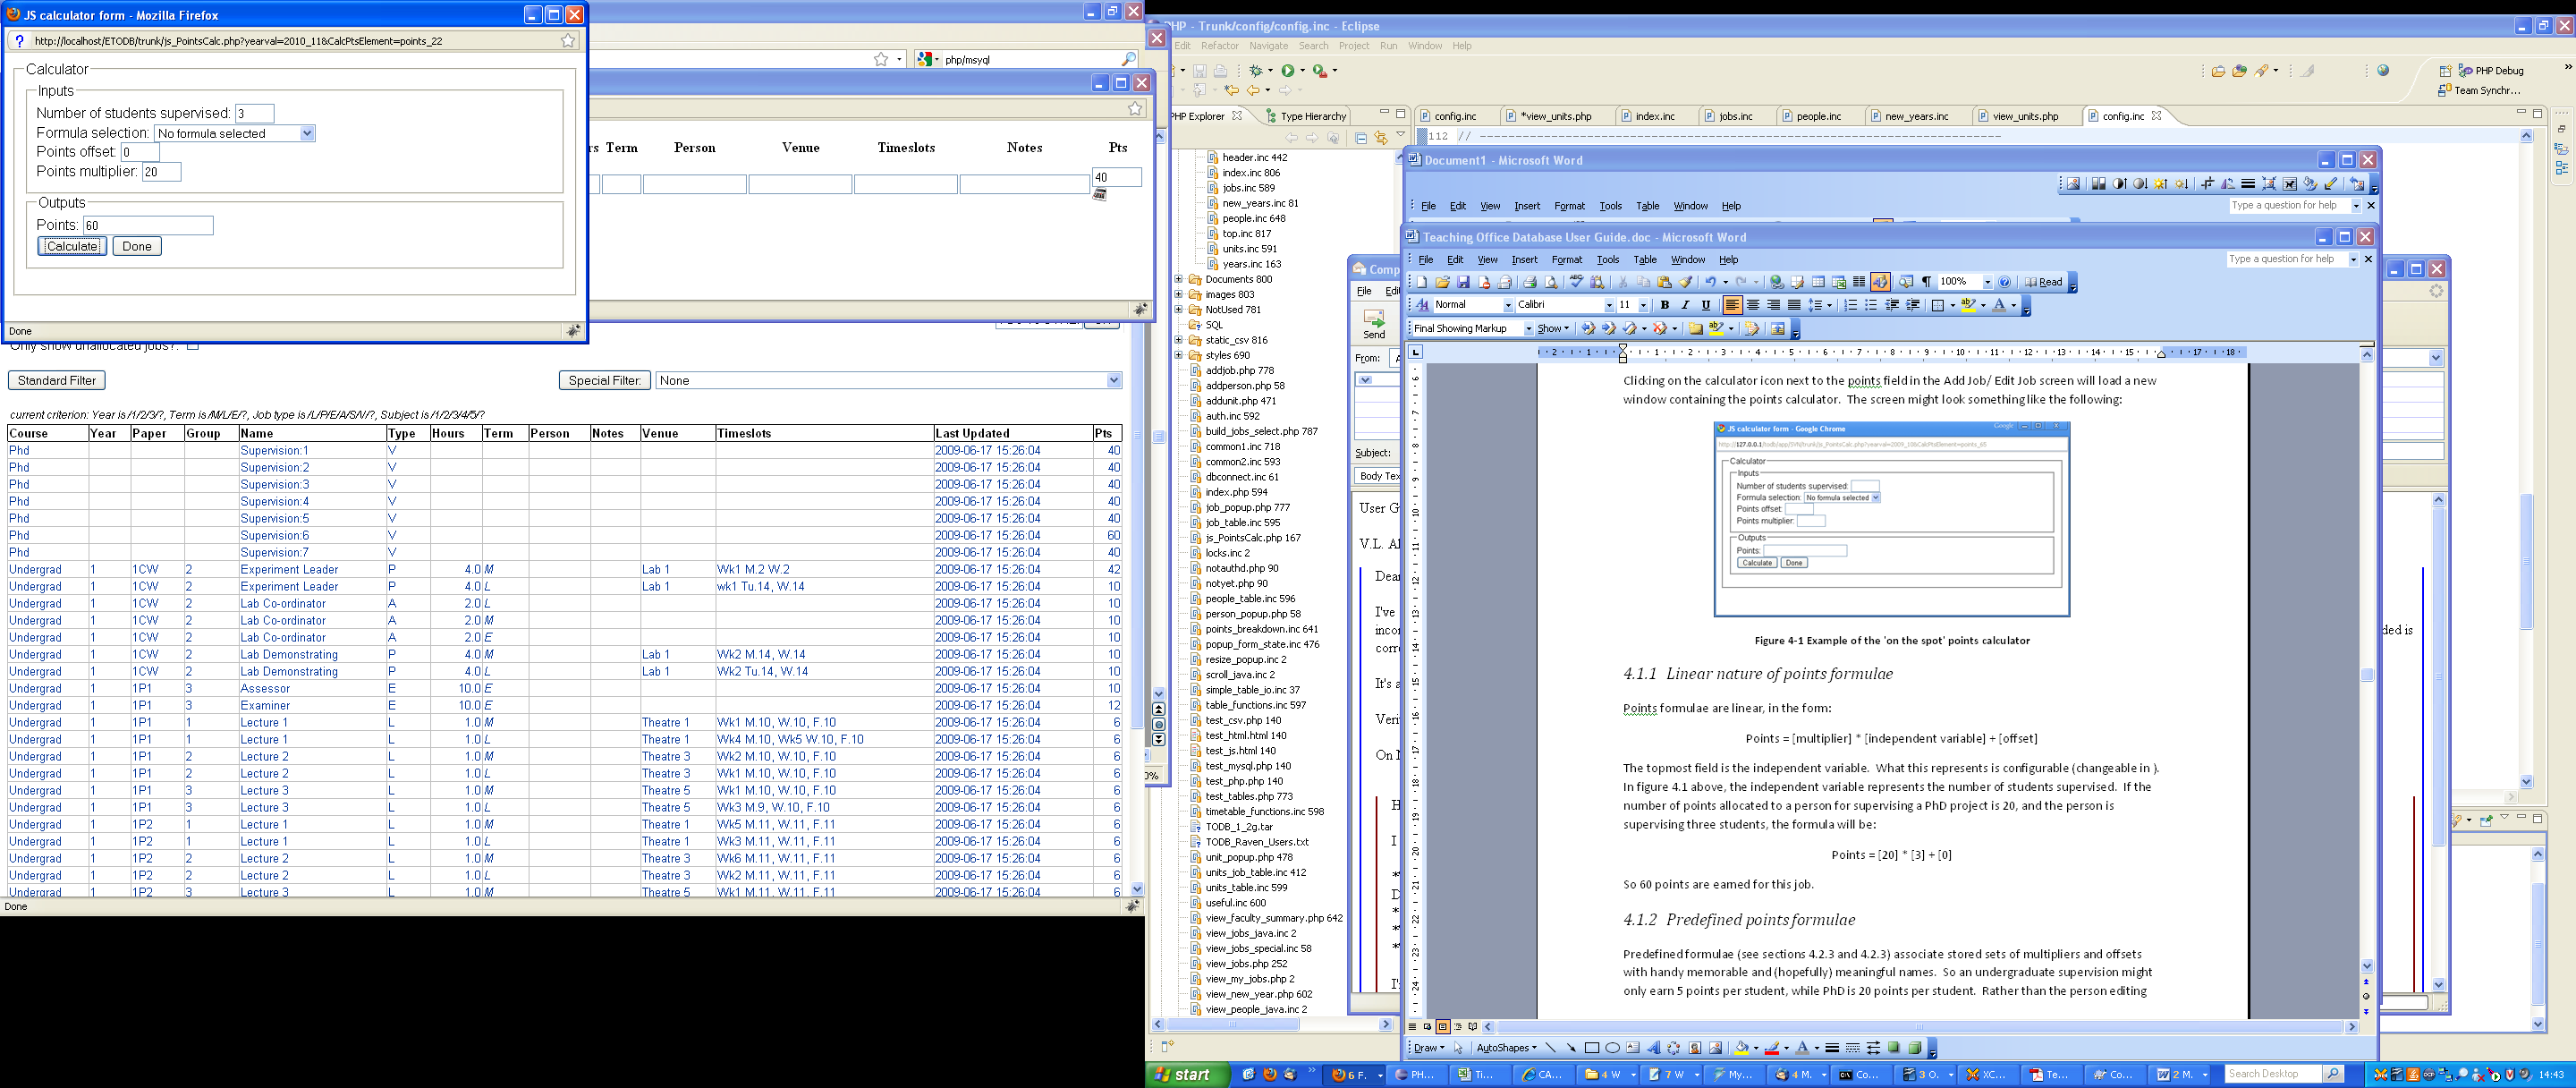 JS calculator form - Mozilla Firefox
http://localhost/ETODB/trunk/js_PointsCalc.php?yearval=2010_11&CalcPtsElement=points_22
Calculator
Inputs
Number of students supervised: 3
Formula selection: No formula selected
Points offset: 0
Points multiplier: 20
Outputs
Points: 60
Calculate Done
Done
php/msyql
Term Person Venue Timeslots Notes Pts
40
Only show unallocated jobs?:
Standard Filter Special Filter: None
current criterion: Year is /1/2/3/?, Term is /M/L/E/?, Job type is /L/P/E/A/S/V/?, Subject is /1/2/3/4/5/?
Course Year Paper Group Name Type Hours Term Person Notes Venue Timeslots Last Updated Pts
Phd Supervision:1 V 2009-06-17 15:26:04 40
Phd Supervision:2 V 2009-06-17 15:26:04 40
Phd Supervision:3 V 2009-06-17 15:26:04 40
Phd Supervision:4 V 2009-06-17 15:26:04 40
Phd Supervision:5 V 2009-06-17 15:26:04 40
Phd Supervision:6 V 2009-06-17 15:26:04 60
Phd Supervision:7 V 2009-06-17 15:26:04 40
Undergrad 1 1CW 2 Experiment Leader P 4.0 M Lab 1 Wk1 M.2 W.2 2009-06-17 15:26:04 42
Undergrad 1 1CW 2 Experiment Leader P 4.0 L Lab 1 wk1 Tu.14, W.14 2009-06-17 15:26:04 10
Undergrad 1 1CW 2 Lab Co-ordinator A 2.0 L 2009-06-17 15:26:04 10
Undergrad 1 1CW 2 Lab Co-ordinator A 2.0 M 2009-06-17 15:26:04 10
Undergrad 1 1CW 2 Lab Co-ordinator A 2.0 E 2009-06-17 15:26:04 10
Undergrad 1 1CW 2 Lab Demonstrating P 4.0 M Lab 1 Wk2 M.14, W.14 2009-06-17 15:26:04 10
Undergrad 1 1CW 2 Lab Demonstrating P 4.0 L Lab 1 Wk2 Tu.14, W.14 2009-06-17 15:26:04 10
Undergrad 1 1P1 3 Assessor E 10.0 E 2009-06-17 15:26:04 10
Undergrad 1 1P1 3 Examiner E 10.0 E 2009-06-17 15:26:04 12
Undergrad 1 1P1 1 Lecture 1 L 1.0 M Theatre 1 Wk1 M.10, W.10, F.10 2009-06-17 15:26:04 6
Undergrad 1 1P1 1 Lecture 1 L 1.0 L Theatre 1 Wk4 M.10, Wk5 W.10, F.10 2009-06-17 15:26:04 6
Undergrad 1 1P1 2 Lecture 2 L 1.0 M Theatre 3 Wk2 M.10, W.10, F.10 2009-06-17 15:26:04 6
Undergrad 1 1P1 2 Lecture 2 L 1.0 L Theatre 3 Wk1 M.10, W.10, F.10 2009-06-17 15:26:04 6
Undergrad 1 1P1 3 Lecture 3 L 1.0 M Theatre 5 Wk1 M.10, W.10, F.10 2009-06-17 15:26:04 6
Undergrad 1 1P1 3 Lecture 3 L 1.0 L Theatre 5 Wk3 M.9, W.10, F.10 2009-06-17 15:26:04 6
Undergrad 1 1P2 1 Lecture 1 L 1.0 M Theatre 1 Wk5 M.11, W.11, F.11 2009-06-17 15:26:04 6
Undergrad 1 1P2 1 Lecture 1 L 1.0 L Theatre 1 Wk3 M.11, W.11, F.11 2009-06-17 15:26:04 6
Undergrad 1 1P2 2 Lecture 2 L 1.0 M Theatre 3 Wk6 M.11, W.11, F.11 2009-06-17 15:26:04 6
Undergrad 1 1P2 2 Lecture 2 L 1.0 L Theatre 3 Wk2 M.11, W.11, F.11 2009-06-17 15:26:04 6
Undergrad 1 1P2 3 Lecture 3 L 1.0 M Theatre 5 Wk1 M.11, W.11, F.11 2009-06-17 15:26:04 6
Done
PHP - Trunk/config/config.inc - Eclipse
Edit Refactor Navigate Search Project Run Window Help
PHP Debug
Team Synchr...
PHP Explorer Type Hierarchy
config.inc *view_units.php index.inc jobs.inc people.inc new_years.inc view_units.php config.inc
112 //
header.inc 442
index.inc 806
jobs.inc 589
new_years.inc 81
people.inc 648
top.inc 817
units.inc 591
years.inc 163
Documents 800
images 803
NotUsed 781
SQL
static_csv 816
styles 690
addjob.php 778
addperson.php 58
addunit.php 471
auth.inc 592
build_jobs_select.php 787
common1.inc 718
common2.inc 593
dbconnect.inc 61
index.php 594
job_popup.php 777
job_table.inc 595
js_PointsCalc.php 167
locks.inc 2
notauthd.php 90
notyet.php 90
people_table.inc 596
person_popup.php 58
points_breakdown.inc 641
popup_form_state.inc 476
resize_popup.inc 2
scroll_java.inc 2
simple_table_io.inc 37
table_functions.inc 597
test_csv.php 140
test_html.html 140
test_js.html 140
test_mysql.php 140
test_php.php 140
test_tables.php 773
timetable_functions.inc 598
TODB_1_2g.tar
TODB_Raven_Users.txt
unit_popup.php 478
units_job_table.inc 412
units_table.inc 599
useful.inc 600
view_faculty_summary.php 642
view_jobs_java.inc 2
view_jobs_special.inc 58
view_jobs.php 252
view_my_jobs.php 2
view_new_year.php 602
view_people_java.inc 2
Comp
File Edi
Send
From:
Subject:
Body Tex
User G
V.L. Al
Dear
I've
incor
corre
It's a
Veri
On N
ded is
Document1 - Microsoft Word
File Edit View Insert Format Tools Table Window Help
Type a question for help
Teaching Office Database User Guide.doc - Microsoft Word
File Edit View Insert Format Tools Table Window Help
Type a question for help
100% Read
Normal Calibri 11 B I U
Final Showing Markup Show
Clicking on the calculator icon next to the points field in the Add Job/ Edit Job screen will load a new
window containing the points calculator. The screen might look something like the following:
JS calculator form - Google Chrome
Calculator
Inputs
Number of students supervised:
Formula selection: No formula selected
Points offset:
Points multiplier:
Outputs
Points:
Calculate Done
Figure 4-1 Example of the 'on the spot' points calculator
4.1.1 Linear nature of points formulae
Points formulae are linear, in the form:
Points = [multiplier] * [independent variable] + [offset]
The topmost field is the independent variable. What this represents is configurable (changeable in ).
In figure 4.1 above, the independent variable represents the number of students supervised. If the
number of points allocated to a person for supervising a PhD project is 20, and the person is
supervising three students, the formula will be:
Points = [20] * [3] + [0]
So 60 points are earned for this job.
4.1.2 Predefined points formulae
Predefined formulae (see sections 4.2.3 and 4.2.3) associate stored sets of multipliers and offsets
with handy memorable and (hopefully) meaningful names. So an undergraduate supervision might
only earn 5 points per student, while PhD is 20 points per student. Rather than the person editing
Draw AutoShapes
start 6 F. PH... Ti... CA... 4 W 7 W My... 4 M. Co... 3 O. XC... Te... Co... 2 M. Search Desktop 14:43